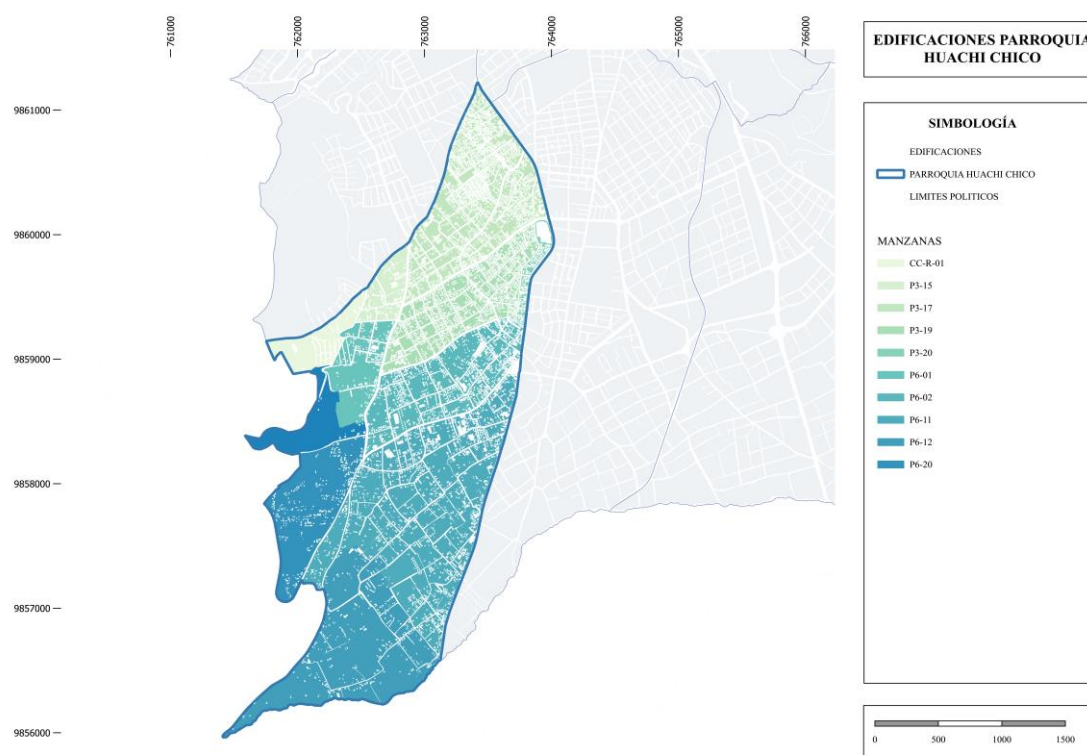 761000
762000
763000
764000
765000
766000
9861000
9860000
9859000
9858000
9857000
9856000
EDIFICACIONES PARROQUIA
HUACHI CHICO
SIMBOLOGÍA
EDIFICACIONES
PARROQUIA HUACHI CHICO
LIMITES POLITICOS
MANZANAS
CC-R-01
P3-15
P3-17
P3-19
P3-20
P6-01
P6-02
P6-11
P6-12
P6-20
0 500 1000 1500